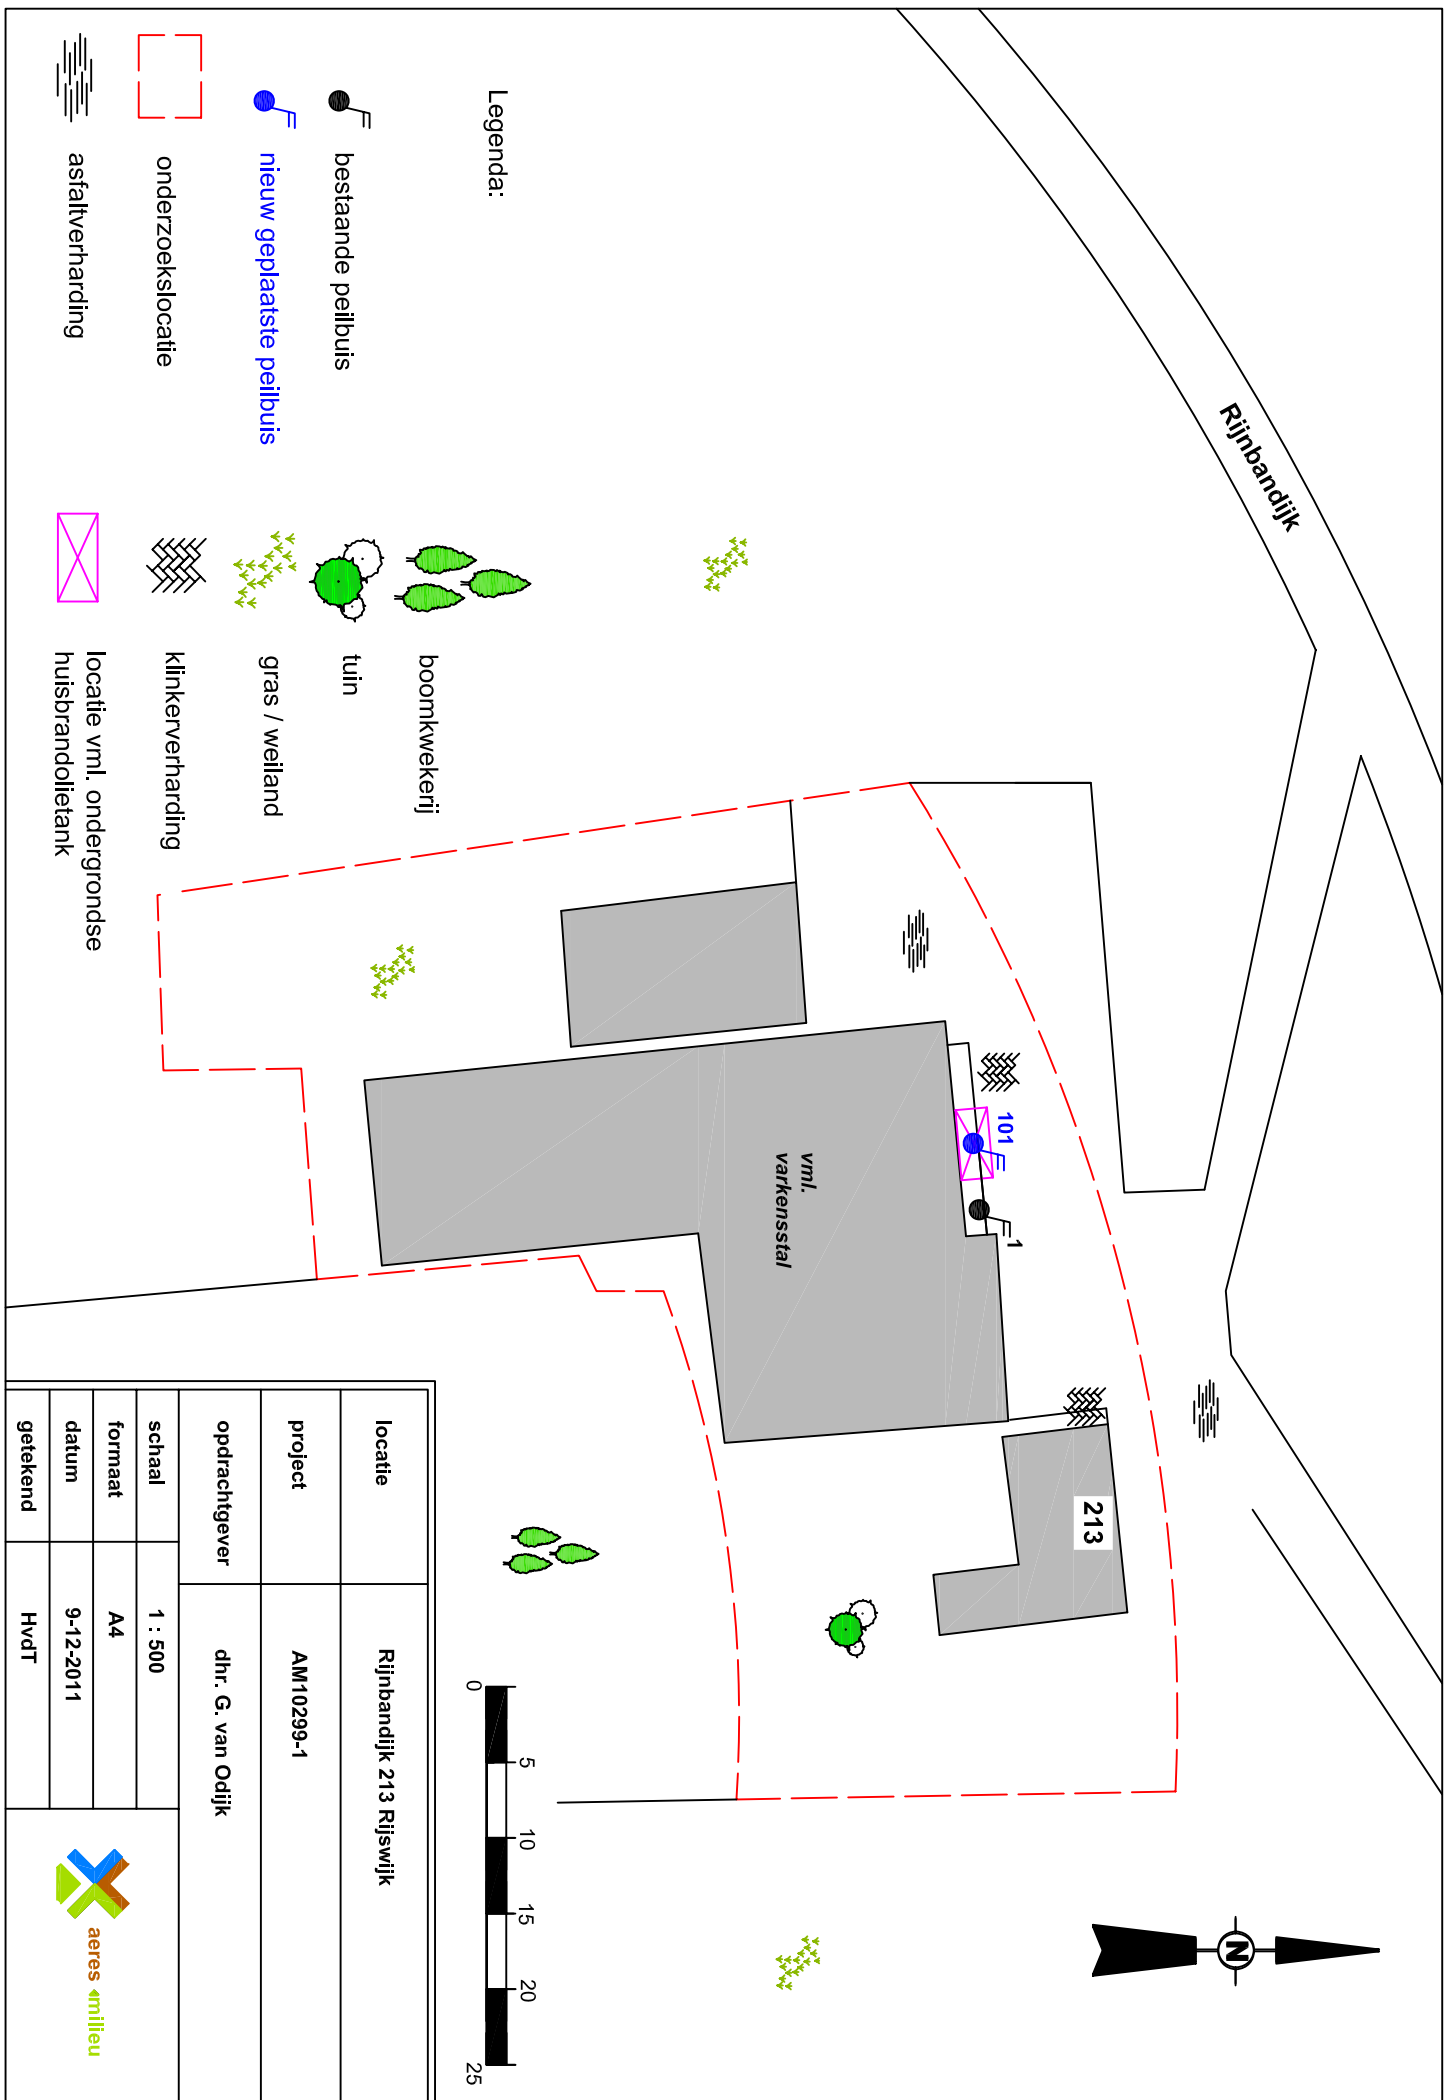 Rijnbandijk
101
1
vml.
varkensstal
213
N
Legenda:
bestaande peilbuis
nieuw geplaatste peilbuis
onderzoekslocatie
asfaltverharding
boomkwekerij
tuin
gras / weiland
klinkerverharding
locatie vml. ondergrondse
huisbrandolietank
0 5 10 15 20 25
locatie Rijnbandijk 213 Rijswijk
project AM10299-1
opdrachtgever dhr. G. van Odijk
schaal 1 : 500
formaat A4
datum 9-12-2011
getekend HvdT
aeres milieu